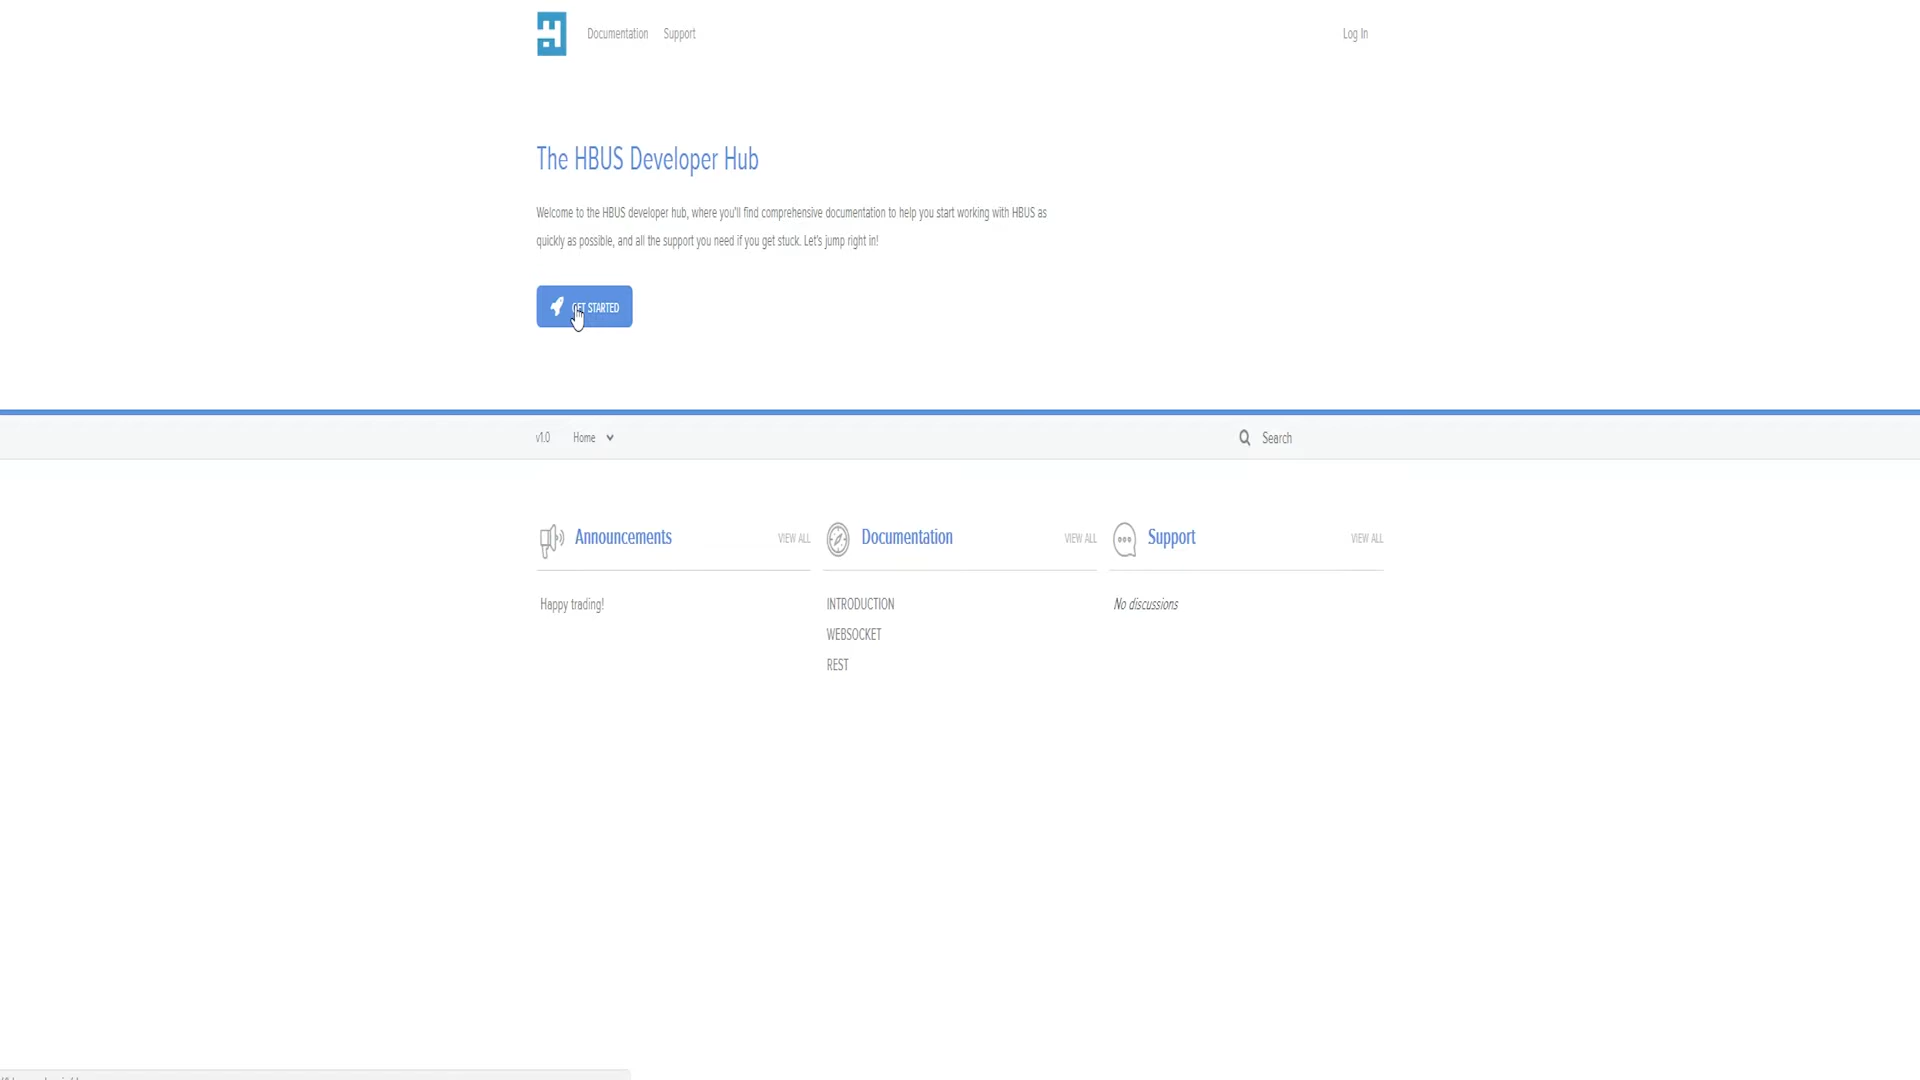 Documentation Support Log In
The HBUS Developer Hub
Welcome to the HBUS developer hub, where you'll find comprehensive documentation to help you start working with HBUS as
quickly as possible, and all the support you need if you get stuck. Let's jump right in!
GET STARTED
v1.0 Home Search
Announcements VIEW ALL
Happy trading!
Documentation VIEW ALL
INTRODUCTION
WEBSOCKET
REST
Support VIEW ALL
No discussions